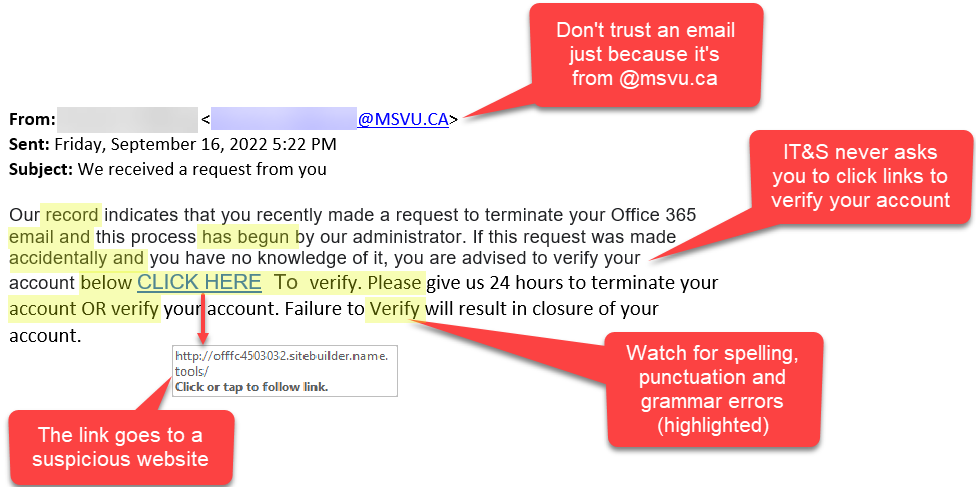 Don't trust an email
just because it's
from @msvu.ca
From: < @MSVU.CA>
Sent: Friday, September 16, 2022 5:22 PM
Subject: We received a request from you
IT&S never asks
you to click links to
verify your account
Our record indicates that you recently made a request to terminate your Office 365
email and this process has begun by our administrator. If this request was made
accidentally and you have no knowledge of it, you are advised to verify your
account below CLICK HERE To verify. Please give us 24 hours to terminate your
account OR verify your account. Failure to Verify will result in closure of your
account.
http://offfc4503032.sitebuilder.name.
tools/
Click or tap to follow link.
Watch for spelling,
punctuation and
grammar errors
(highlighted)
The link goes to a
suspicious website